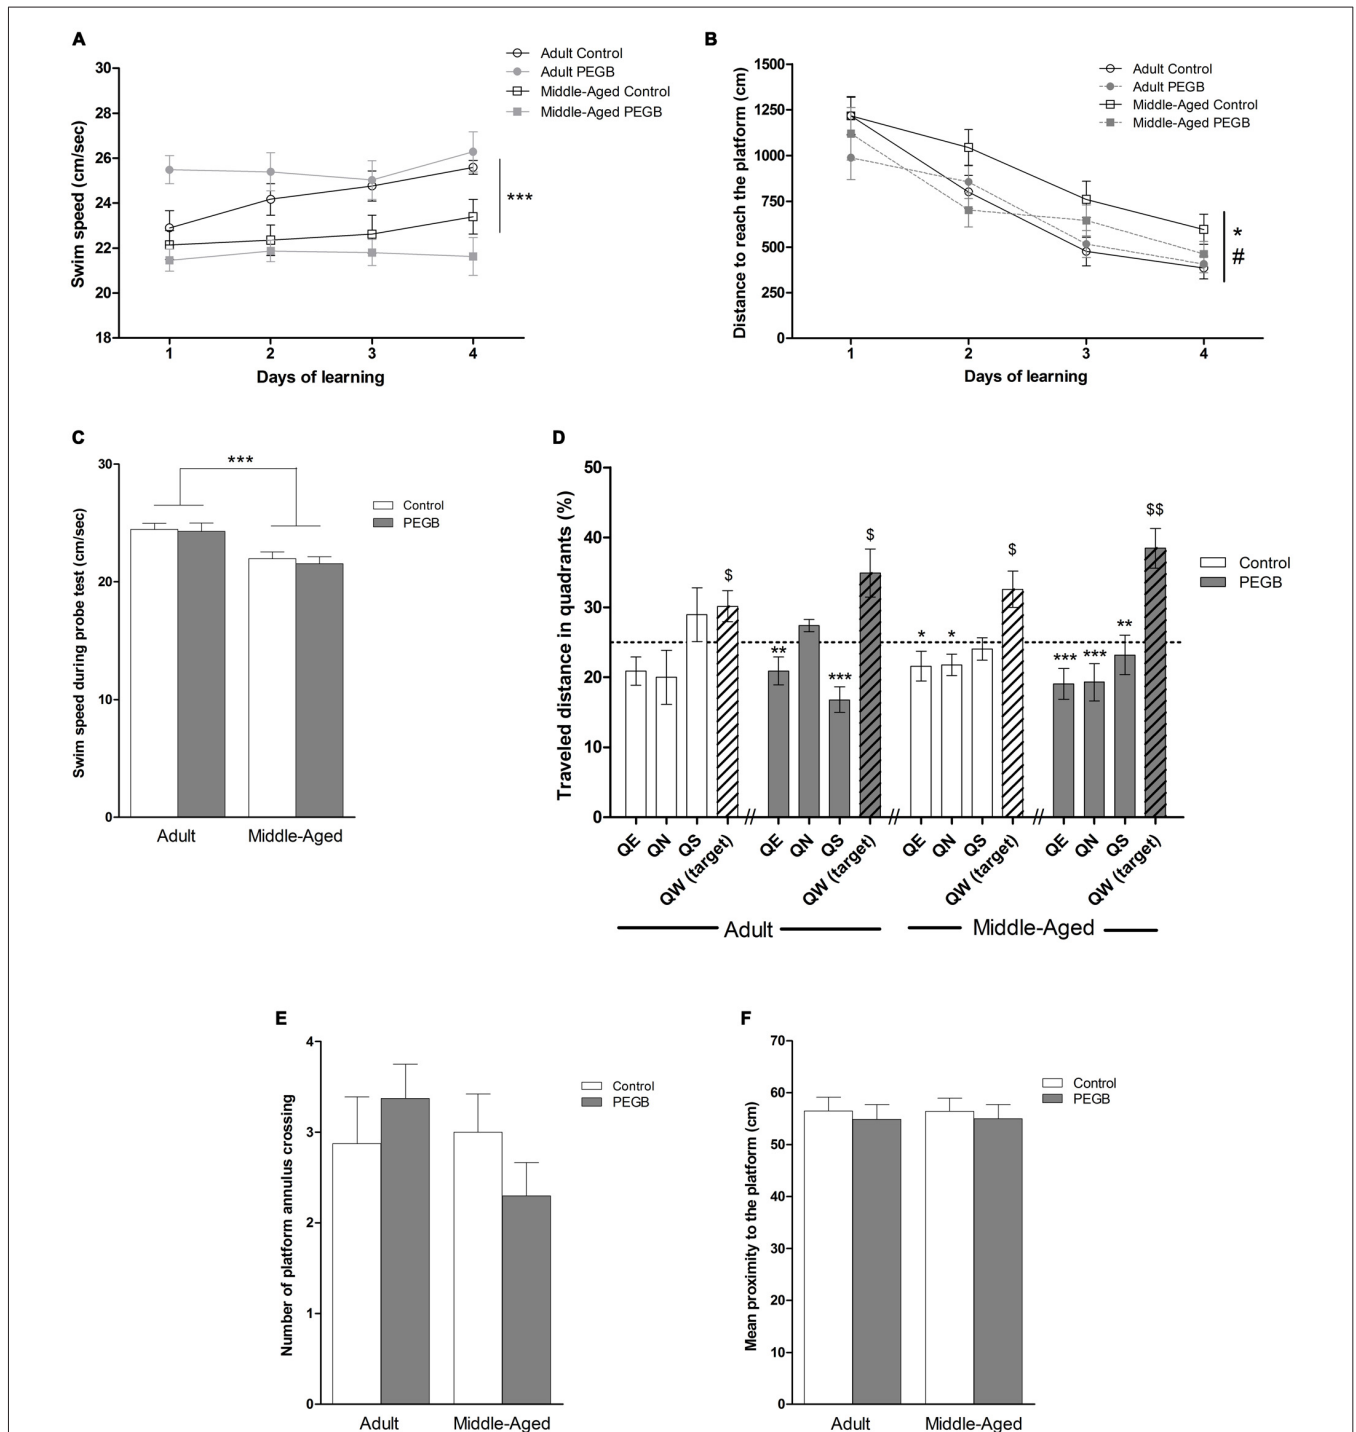 A
Adult Control
Adult PEGB
Middle-Aged Control
Middle-Aged PEGB
30
28
26
24
22
20
18
Swim speed (cm/sec)
***
1 2 3 4
Days of learning
B
Adult Control
Adult PEGB
Middle-Aged Control
Middle-Aged PEGB
1500
1250
1000
750
500
250
0
Distance to reach the platform (cm)
*
#
1 2 3 4
Days of learning
C
30
20
10
0
Swim speed during probe test (cm/sec)
***
Control
PEGB
Adult Middle-Aged
D
50
40
30
20
10
0
Traveled distance in quadrants (%)
$ ** *** $ * * $ *** *** ** $$
Control
PEGB
QE QN QS QW (target) // QE QN QS QW (target) // QE QN QS QW (target) // QE QN QS QW (target)
Adult Middle-Aged
E
4
3
2
1
0
Number of platform annulus crossing
Control
PEGB
Adult Middle-Aged
F
70
60
50
40
30
20
10
0
Mean proximity to the platform (cm)
Control
PEGB
Adult Middle-Aged